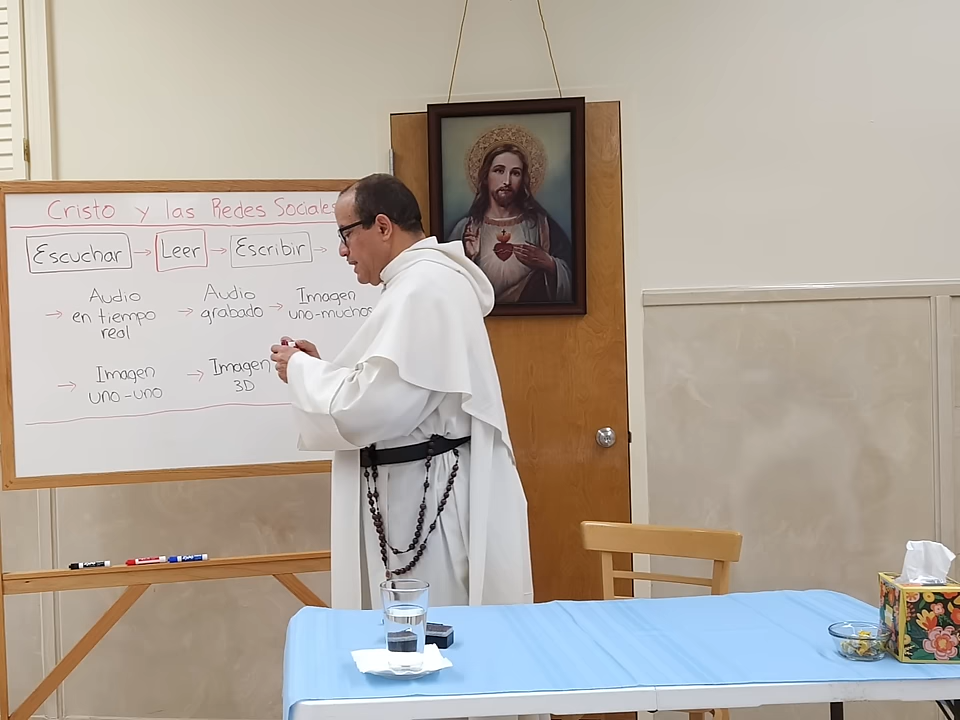 Cristo y las Redes Sociales
Escuchar → Leer → Escribir →
→ Audio en tiempo real → Audio grabado → Imagen uno-muchos
→ Imagen uno-uno → Imagen 3D